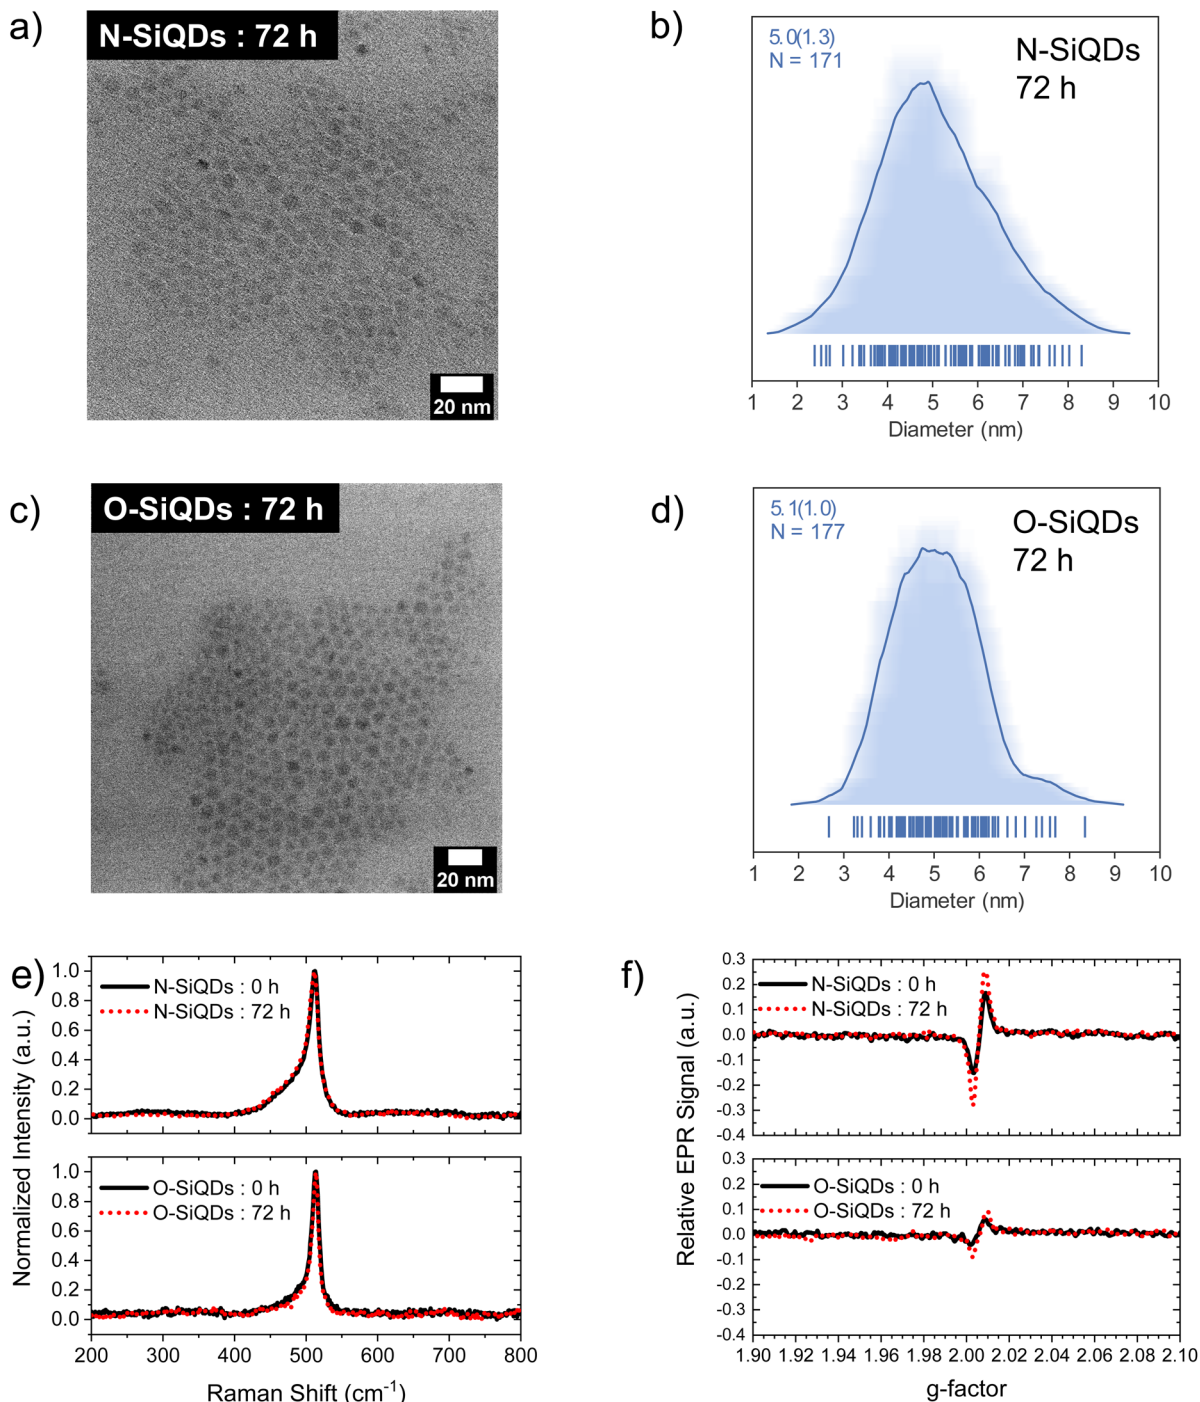 a)
N-SiQDs : 72 h
20 nm
b)
5.0(1.3)
N = 171
N-SiQDs
72 h
1 2 3 4 5 6 7 8 9 10
Diameter (nm)
c)
O-SiQDs : 72 h
20 nm
d)
5.1(1.0)
N = 177
O-SiQDs
72 h
1 2 3 4 5 6 7 8 9 10
Diameter (nm)
e)
Normalized Intensity (a.u.)
1.0
0.8
0.6
0.4
0.2
0.0
N-SiQDs : 0 h
N-SiQDs : 72 h
1.0
0.8
0.6
0.4
0.2
0.0
O-SiQDs : 0 h
O-SiQDs : 72 h
200 300 400 500 600 700 800
Raman Shift (cm-1)
f)
Relative EPR Signal (a.u.)
0.3
0.2
0.1
0.0
-0.1
-0.2
-0.3
-0.4
N-SiQDs : 0 h
N-SiQDs : 72 h
0.3
0.2
0.1
0.0
-0.1
-0.2
-0.3
-0.4
O-SiQDs : 0 h
O-SiQDs : 72 h
1.90 1.92 1.94 1.96 1.98 2.00 2.02 2.04 2.06 2.08 2.10
g-factor